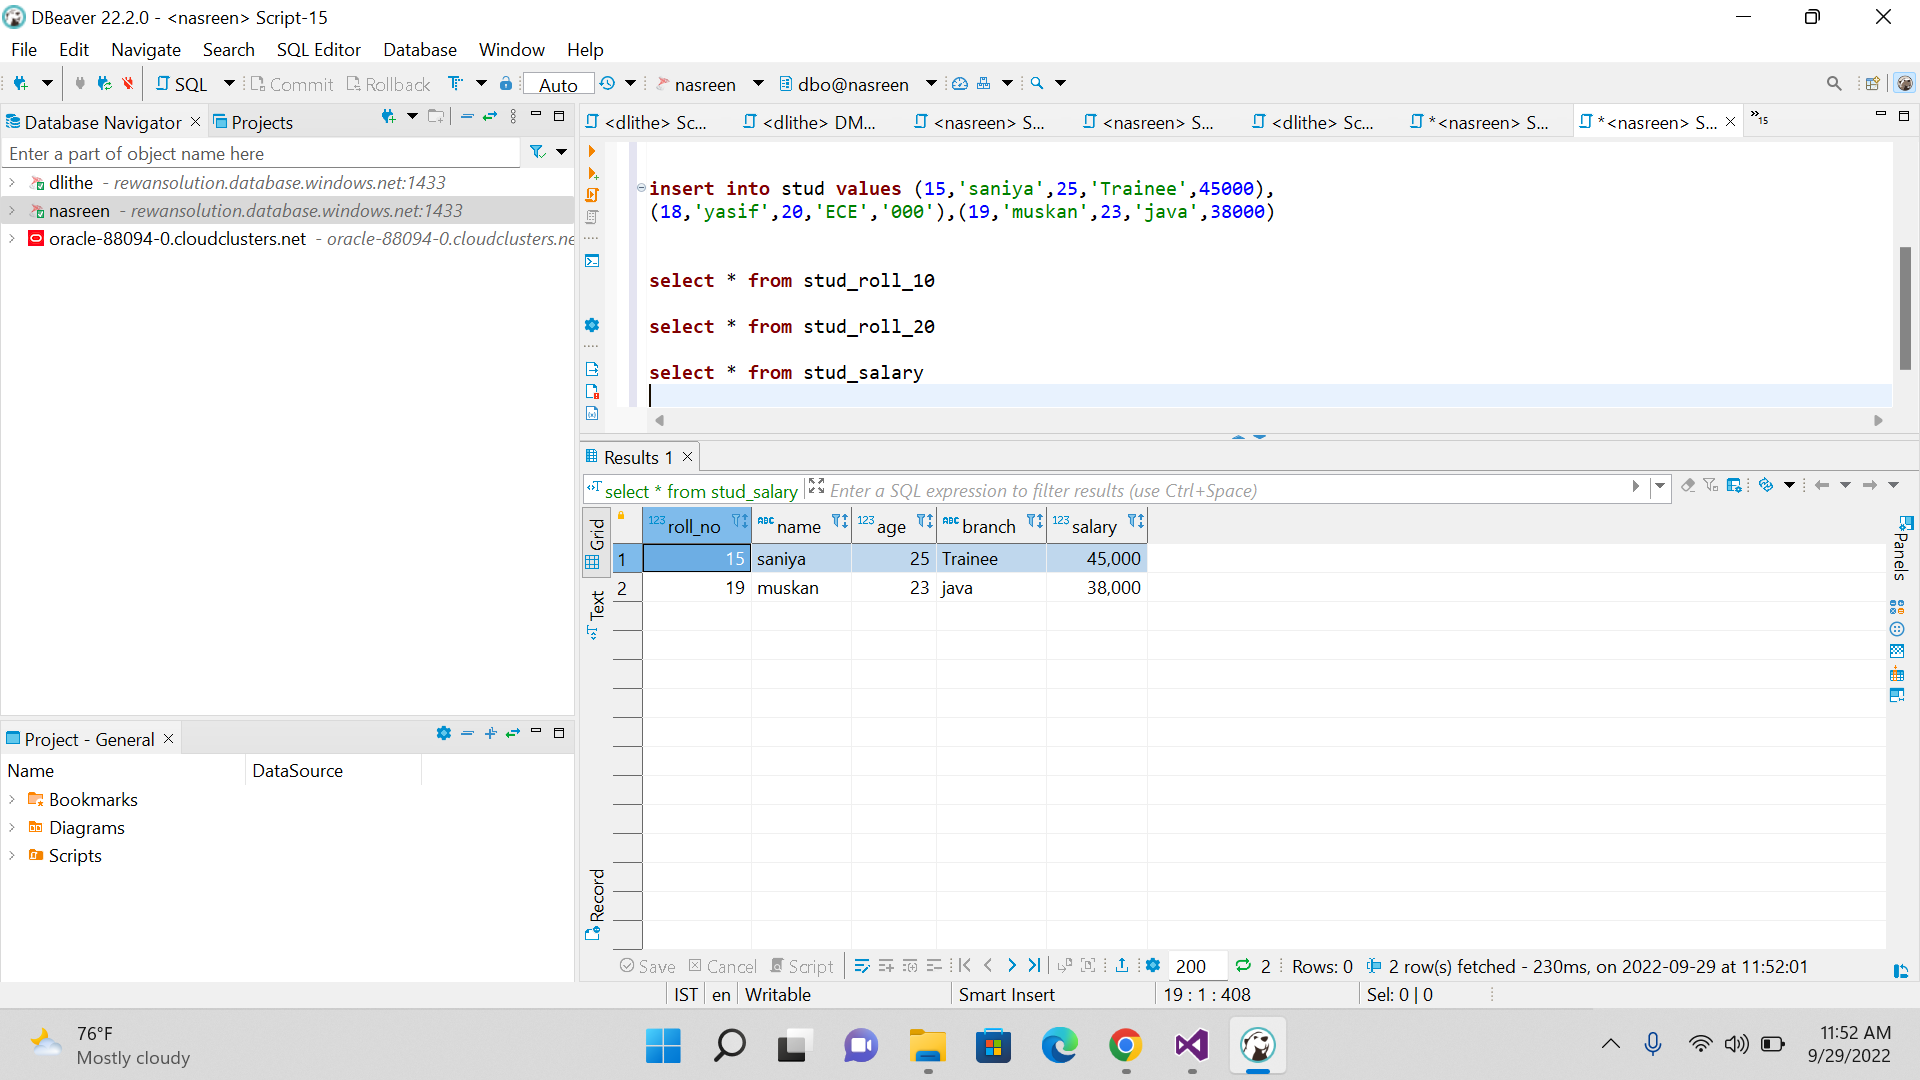 DBeaver 22.2.0 - <nasreen> Script-15
File Edit Navigate Search SQL Editor Database Window Help
SQL Commit Rollback Auto nasreen dbo@nasreen
Database Navigator Projects
Enter a part of object name here
dlithe - rewansolution.database.windows.net:1433
nasreen - rewansolution.database.windows.net:1433
oracle-88094-0.cloudclusters.net - oracle-88094-0.cloudclusters.ne
Project - General
Name DataSource
Bookmarks
Diagrams
Scripts
<dlithe> Sc... <dlithe> DM... <nasreen> S... <nasreen> S... <dlithe> Sc... *<nasreen> S... *<nasreen> S... »15
insert into stud values (15,'saniya',25,'Trainee',45000),
(18,'yasif',20,'ECE','000'),(19,'muskan',23,'java',38000)
select * from stud_roll_10
select * from stud_roll_20
select * from stud_salary
Results 1
select * from stud_salary Enter a SQL expression to filter results (use Ctrl+Space)
Grid
Text
Record
123 roll_no ABC name 123 age ABC branch 123 salary
1 15 saniya 25 Trainee 45,000
2 19 muskan 23 java 38,000
Panels
Save Cancel Script 200 2 Rows: 0 2 row(s) fetched - 230ms, on 2022-09-29 at 11:52:01
IST en Writable Smart Insert 19 : 1 : 408 Sel: 0 | 0
76°F
Mostly cloudy
11:52 AM
9/29/2022